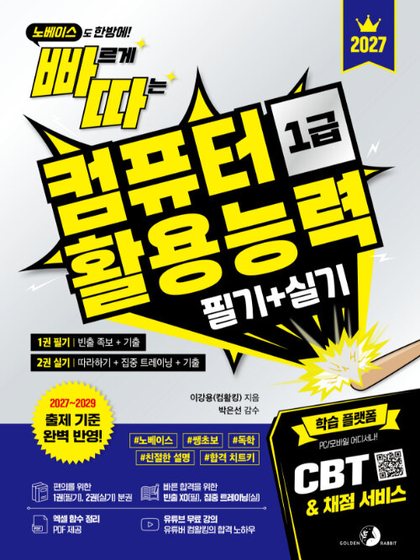 노베이스도 한방에!
2027
빠르게
따는
컴퓨터 1급
활용능력
필기+실기
1권 필기 | 빈출 족보 + 기출
2권 실기 | 따라하기 + 집중 트레이닝 + 기출
이강용(컴활킹) 지음
박은선 감수
2027~2029
출제 기준
완벽 반영!
#노베이스 #쌩초보 #독학
#친절한 설명 #합격 치트키
학습 플랫폼
PC/모바일 어디서나!
CBT
& 채점 서비스
편의를 위한
1권(필기), 2권(실기) 분권
빠른 합격을 위한
빈출 X이(필), 집중 트레이닝(실)
엑셀 함수 정리
PDF 제공
유튜브 무료 강의
유튜버 컴활킹의 합격 노하우
GOLDEN RABBIT